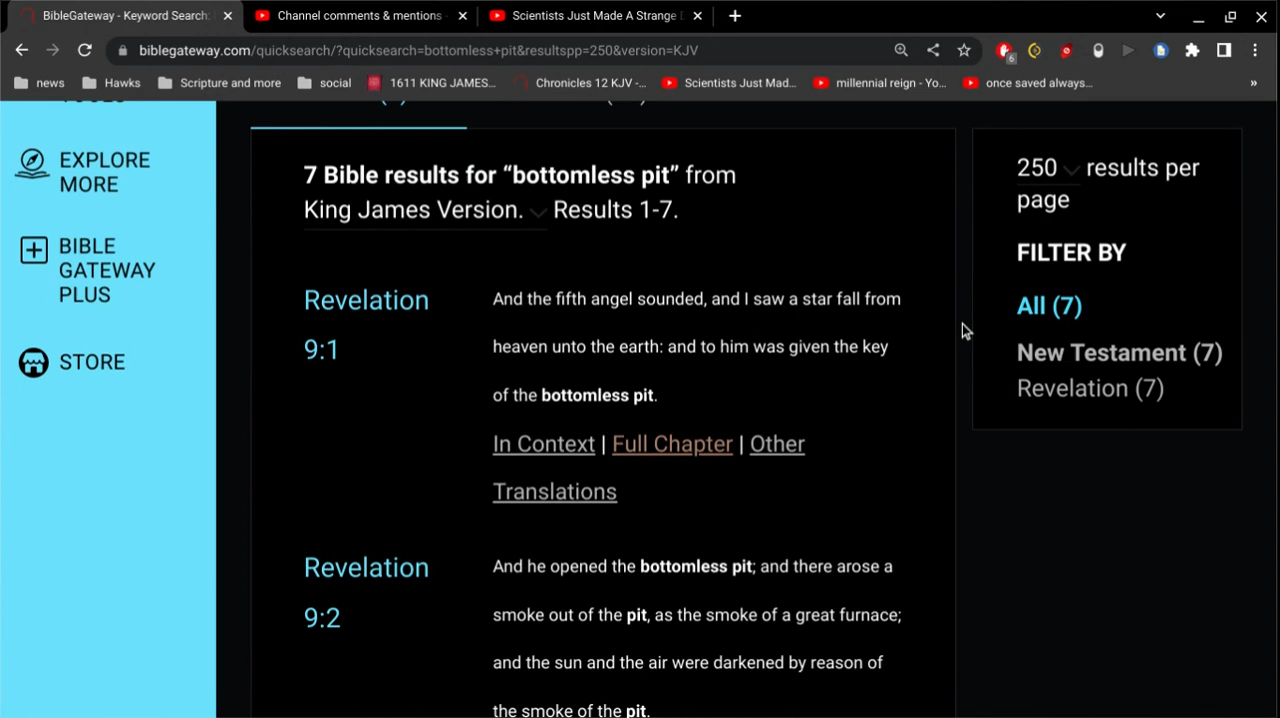 BibleGateway - Keyword Search:
Channel comments & mentions -
Scientists Just Made A Strange
biblegateway.com/quicksearch/?quicksearch=bottomless+pit&resultspp=250&version=KJV
6
news
Hawks
Scripture and more
social
1611 KING JAMES...
Chronicles 12 KJV -...
Scientists Just Mad...
millennial reign - Yo...
once saved always...
»
EXPLORE
MORE
BIBLE
GATEWAY
PLUS
STORE
7 Bible results for “bottomless pit” from
King James Version. Results 1-7.
Revelation
9:1
And the fifth angel sounded, and I saw a star fall from
heaven unto the earth: and to him was given the key
of the bottomless pit.
In Context | Full Chapter | Other
Translations
Revelation
9:2
And he opened the bottomless pit; and there arose a
smoke out of the pit, as the smoke of a great furnace;
and the sun and the air were darkened by reason of
the smoke of the pit.
250 results per
page
FILTER BY
All (7)
New Testament (7)
Revelation (7)